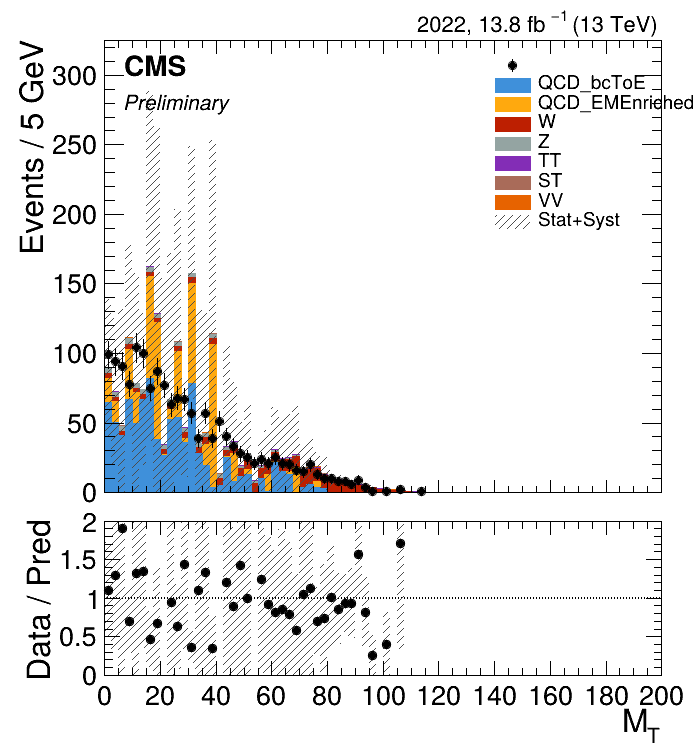 2022, 13.8 fb⁻¹ (13 TeV)
Events / 5 GeV
CMS
Preliminary
QCD_bcToE
QCD_EMEnriehed
W
Z
TT
ST
VV
Stat+Syst
300
250
200
150
100
50
0
Data / Pred
2
1.5
1
0.5
0
0 20 40 60 80 100 120 140 160 180 200
M_T